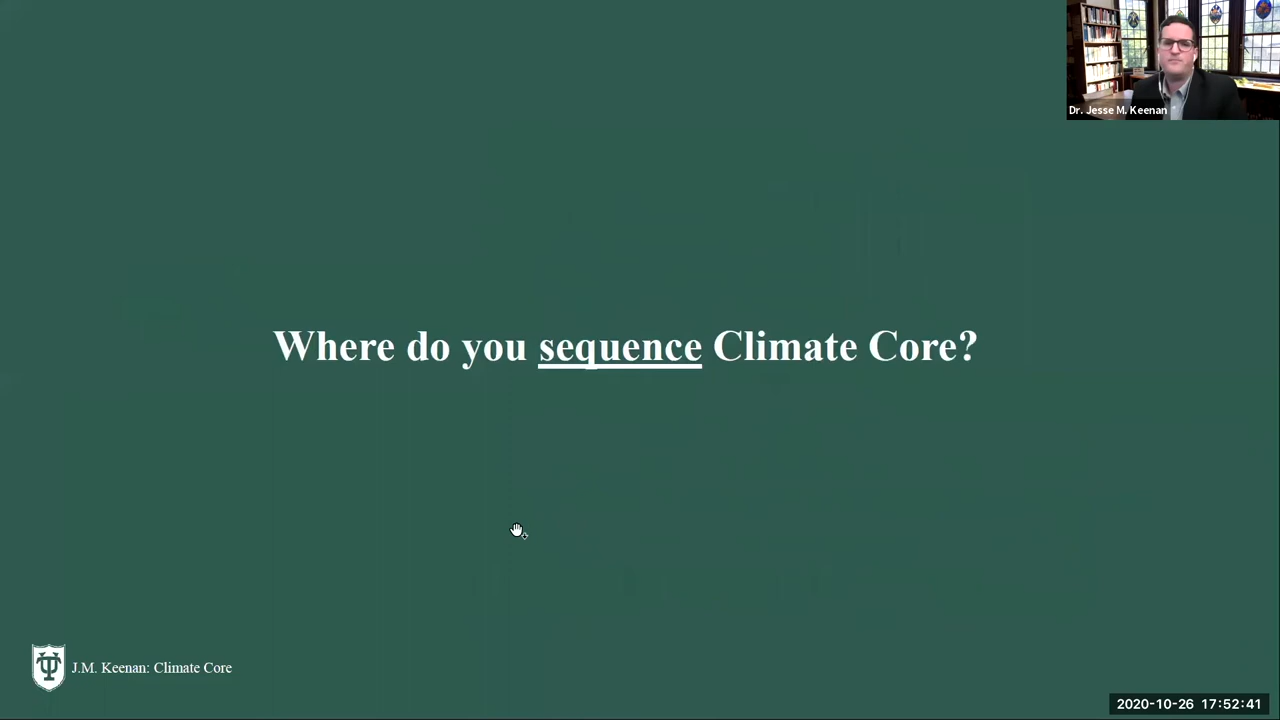 Dr. Jesse M. Keenan
Where do you sequence Climate Core?
J.M. Keenan: Climate Core
2020-10-26 17:52:41